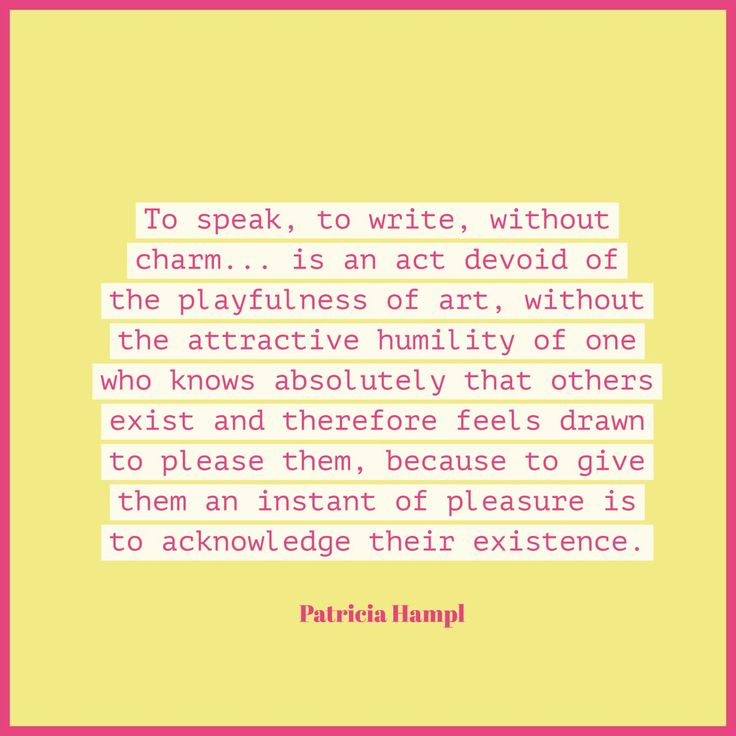 To speak, to write, without
charm... is an act devoid of
the playfulness of art, without
the attractive humility of one
who knows absolutely that others
exist and therefore feels drawn
to please them, because to give
them an instant of pleasure is
to acknowledge their existence.
Patricia Hampl